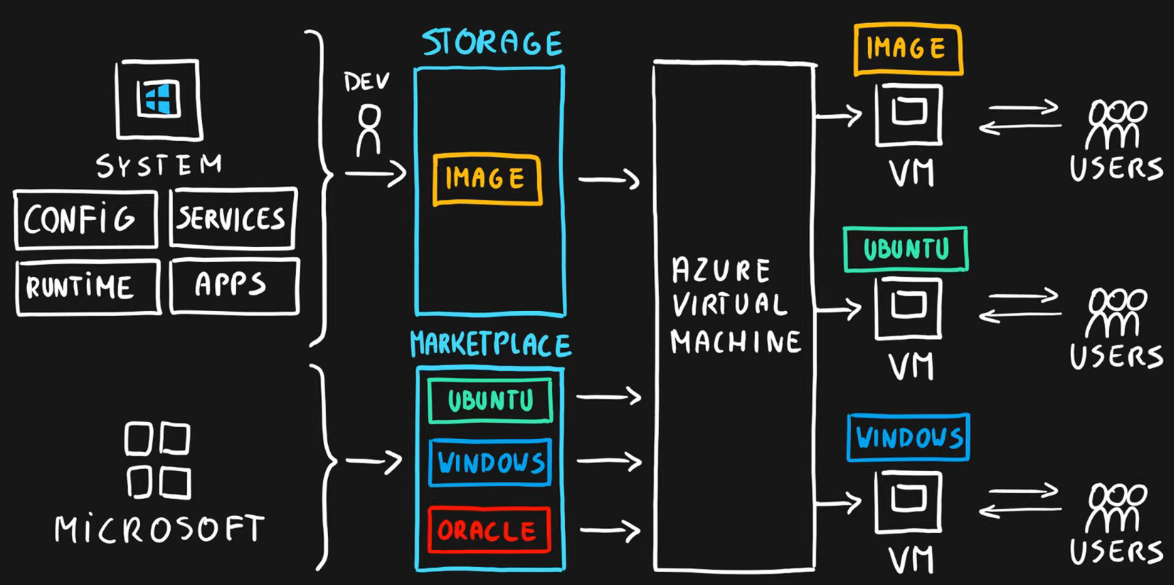 STORAGE
IMAGE
DEV
SYSTEM
IMAGE
VM
USERS
CONFIG
SERVICES
RUNTIME
APPS
UBUNTU
AZURE
VIRTUAL
MACHINE
VM
USERS
MARKETPLACE
UBUNTU
WINDOWS
ORACLE
MICROSOFT
WINDOWS
VM
USERS